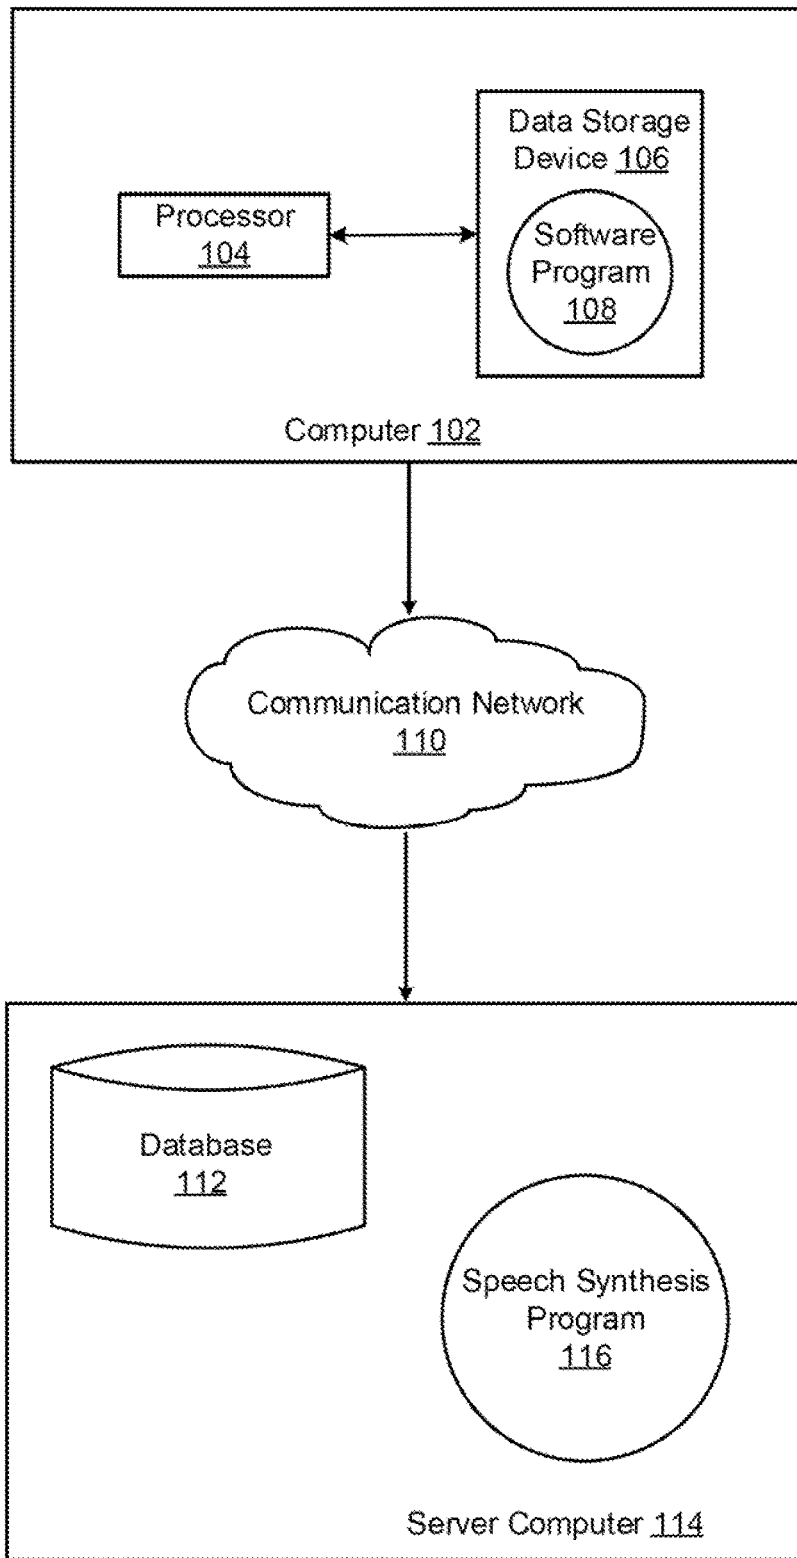 Data Storage
Device 106
Processor
104
Software
Program
108
Computer 102
Communication Network
110
Database
112
Speech Synthesis
Program
116
Server Computer 114